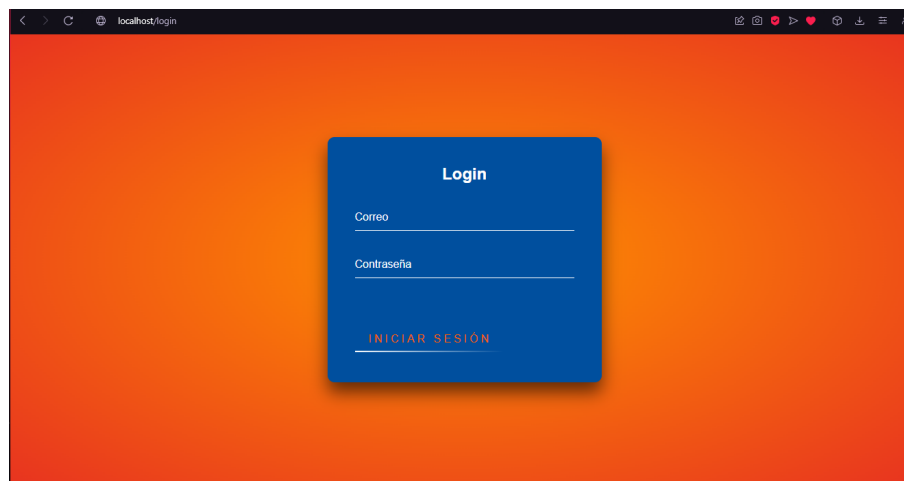 localhost/login
Login
Correo
Contraseña
INICIAR SESIÓN